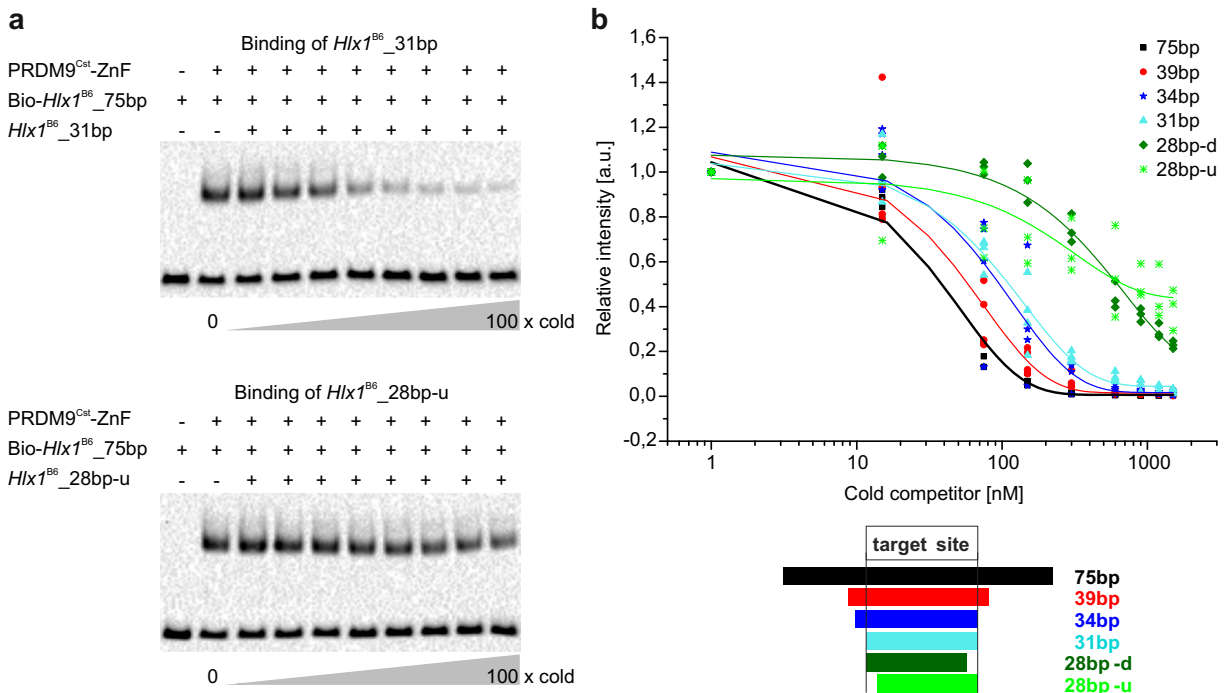 a
Binding of Hlx1B6_31bp
PRDM9Cst-ZnF - + + + + + + + + +
Bio-Hlx1B6_75bp + + + + + + + + + +
Hlx1B6_31bp - - + + + + + + + +
0 100 x cold
Binding of Hlx1B6_28bp-u
PRDM9Cst-ZnF - + + + + + + + + +
Bio-Hlx1B6_75bp + + + + + + + + + +
Hlx1B6_28bp-u - - + + + + + + + +
0 100 x cold
b
1,6
1,4
1,2
1,0
0,8
0,6
0,4
0,2
0,0
-0,2
Relative intensity [a.u.]
75bp
39bp
34bp
31bp
28bp-d
28bp-u
1 10 100 1000
Cold competitor [nM]
target site
75bp
39bp
34bp
31bp
28bp-d
28bp-u